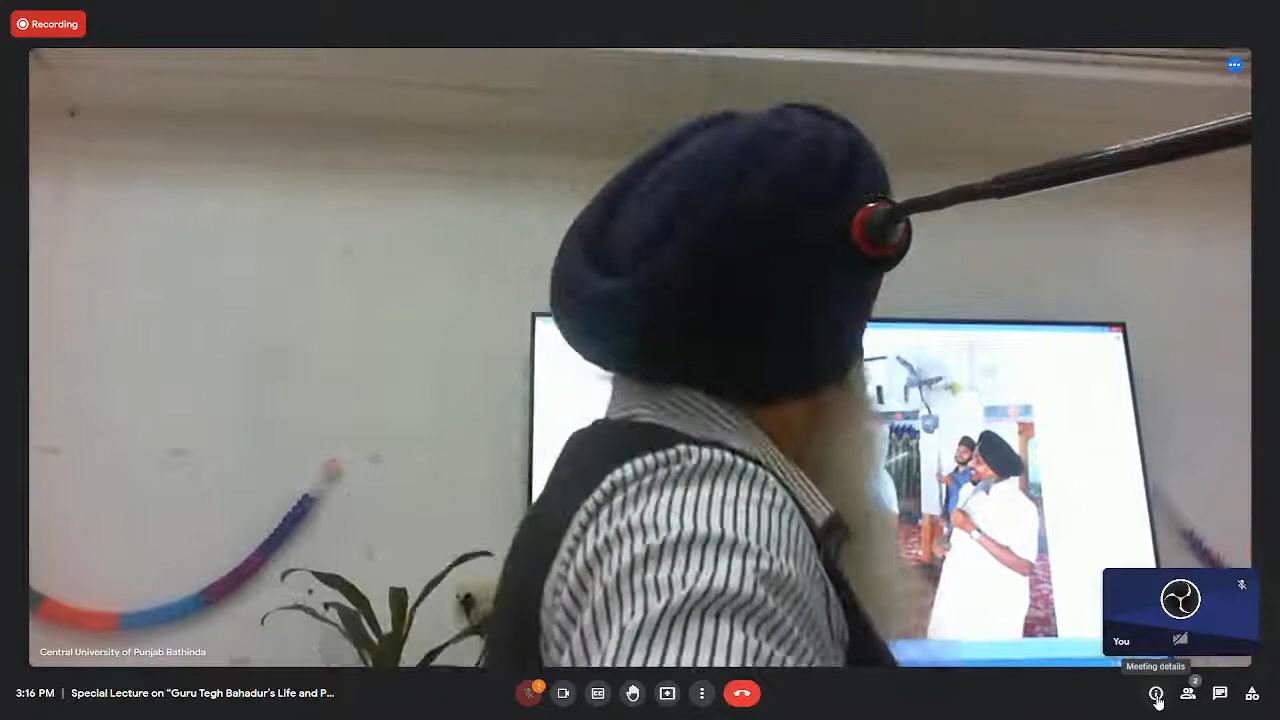 Recording
Central University of Punjab Bathinda
You
Meeting details
3:16 PM | Special Lecture on "Guru Tegh Bahadur's Life and P...
2